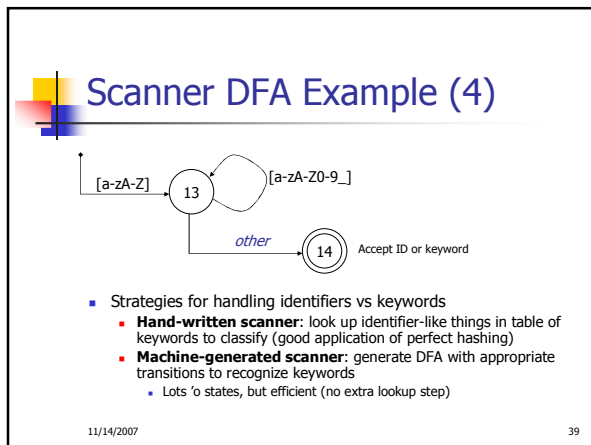 Scanner DFA Example (4)
[a-zA-Z]
13
[a-zA-Z0-9_]
other
14
Accept ID or keyword
Strategies for handling identifiers vs keywords
Hand-written scanner: look up identifier-like things in table of
keywords to classify (good application of perfect hashing)
Machine-generated scanner: generate DFA with appropriate
transitions to recognize keywords
Lots ’o states, but efficient (no extra lookup step)
11/14/2007
39